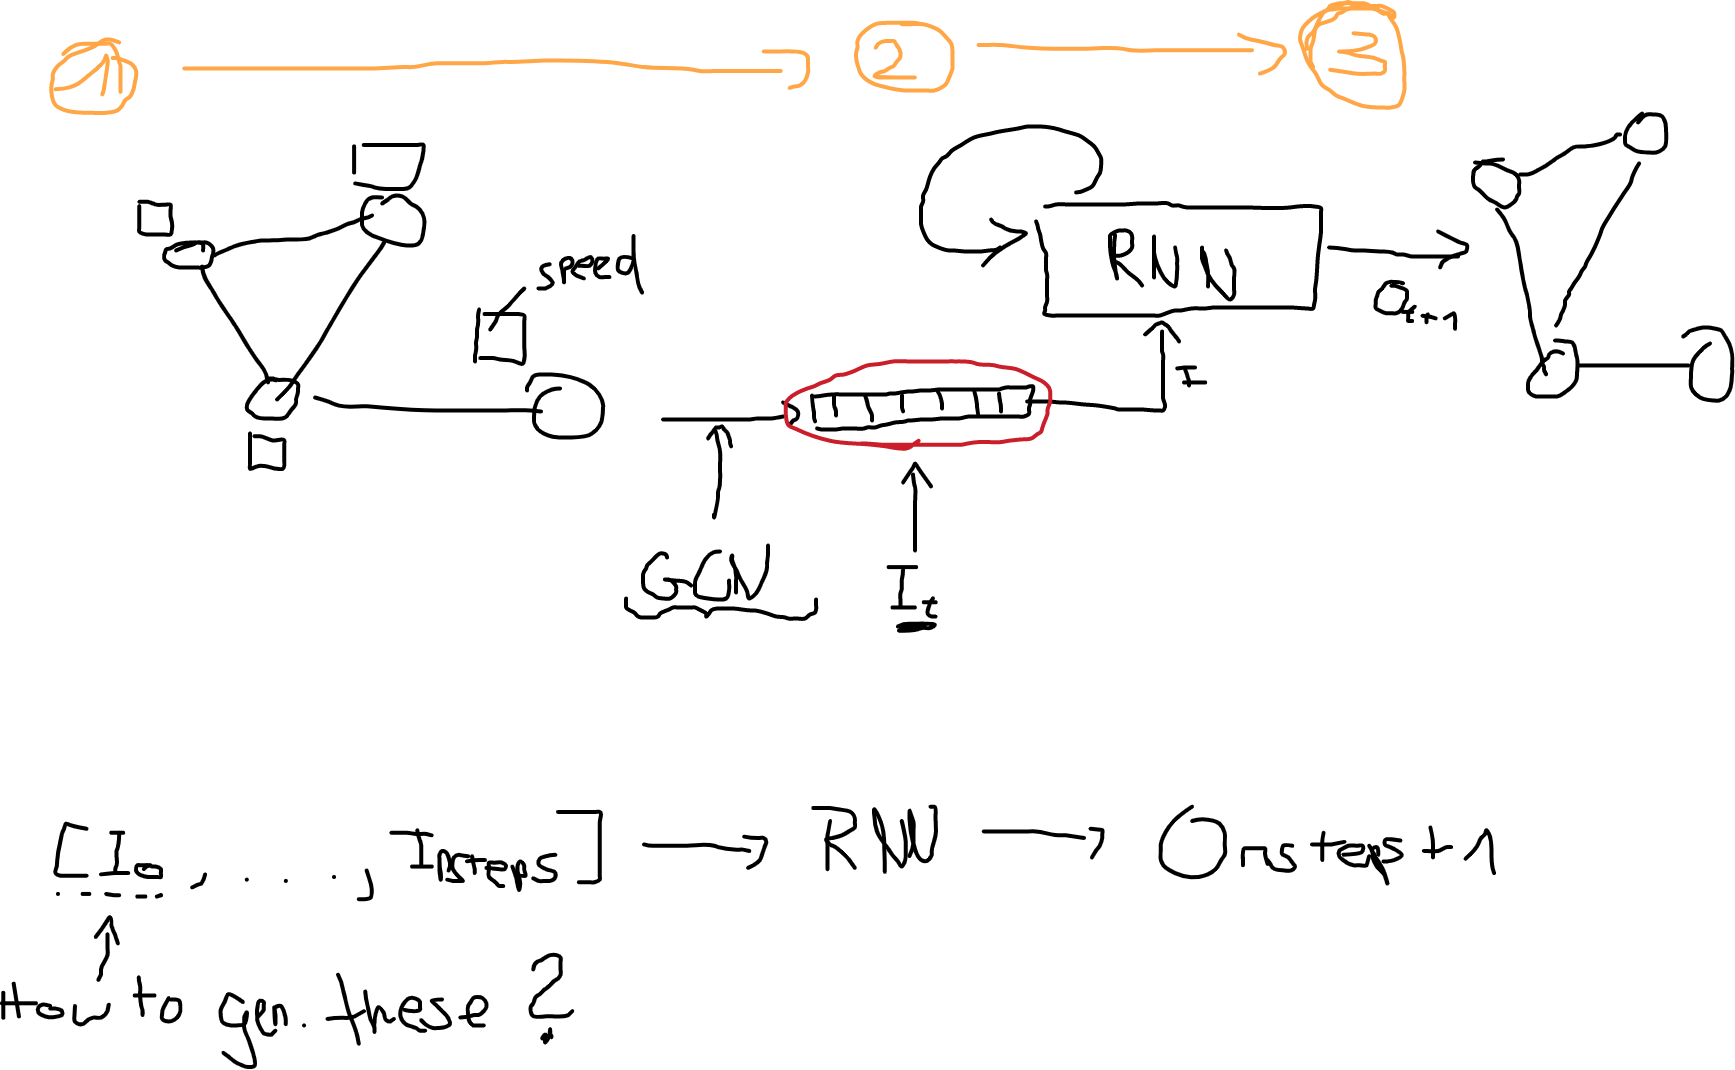 1 2 3
speed
RNN
O_{t+1}
I
GCN
I_t
[I_0, ..., I_{nsteps}] → RNN → O_{nsteps+1}
How to gen. these ?